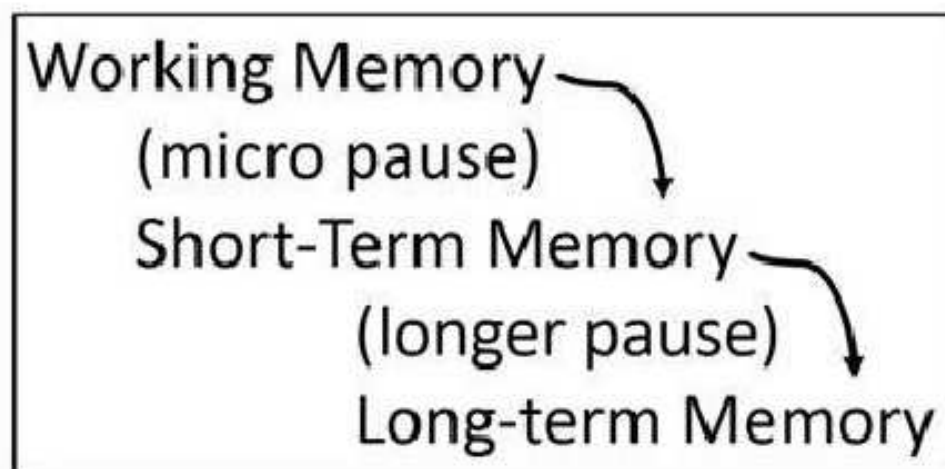 Working Memory
(micro pause)
Short-Term Memory
(longer pause)
Long-term Memory